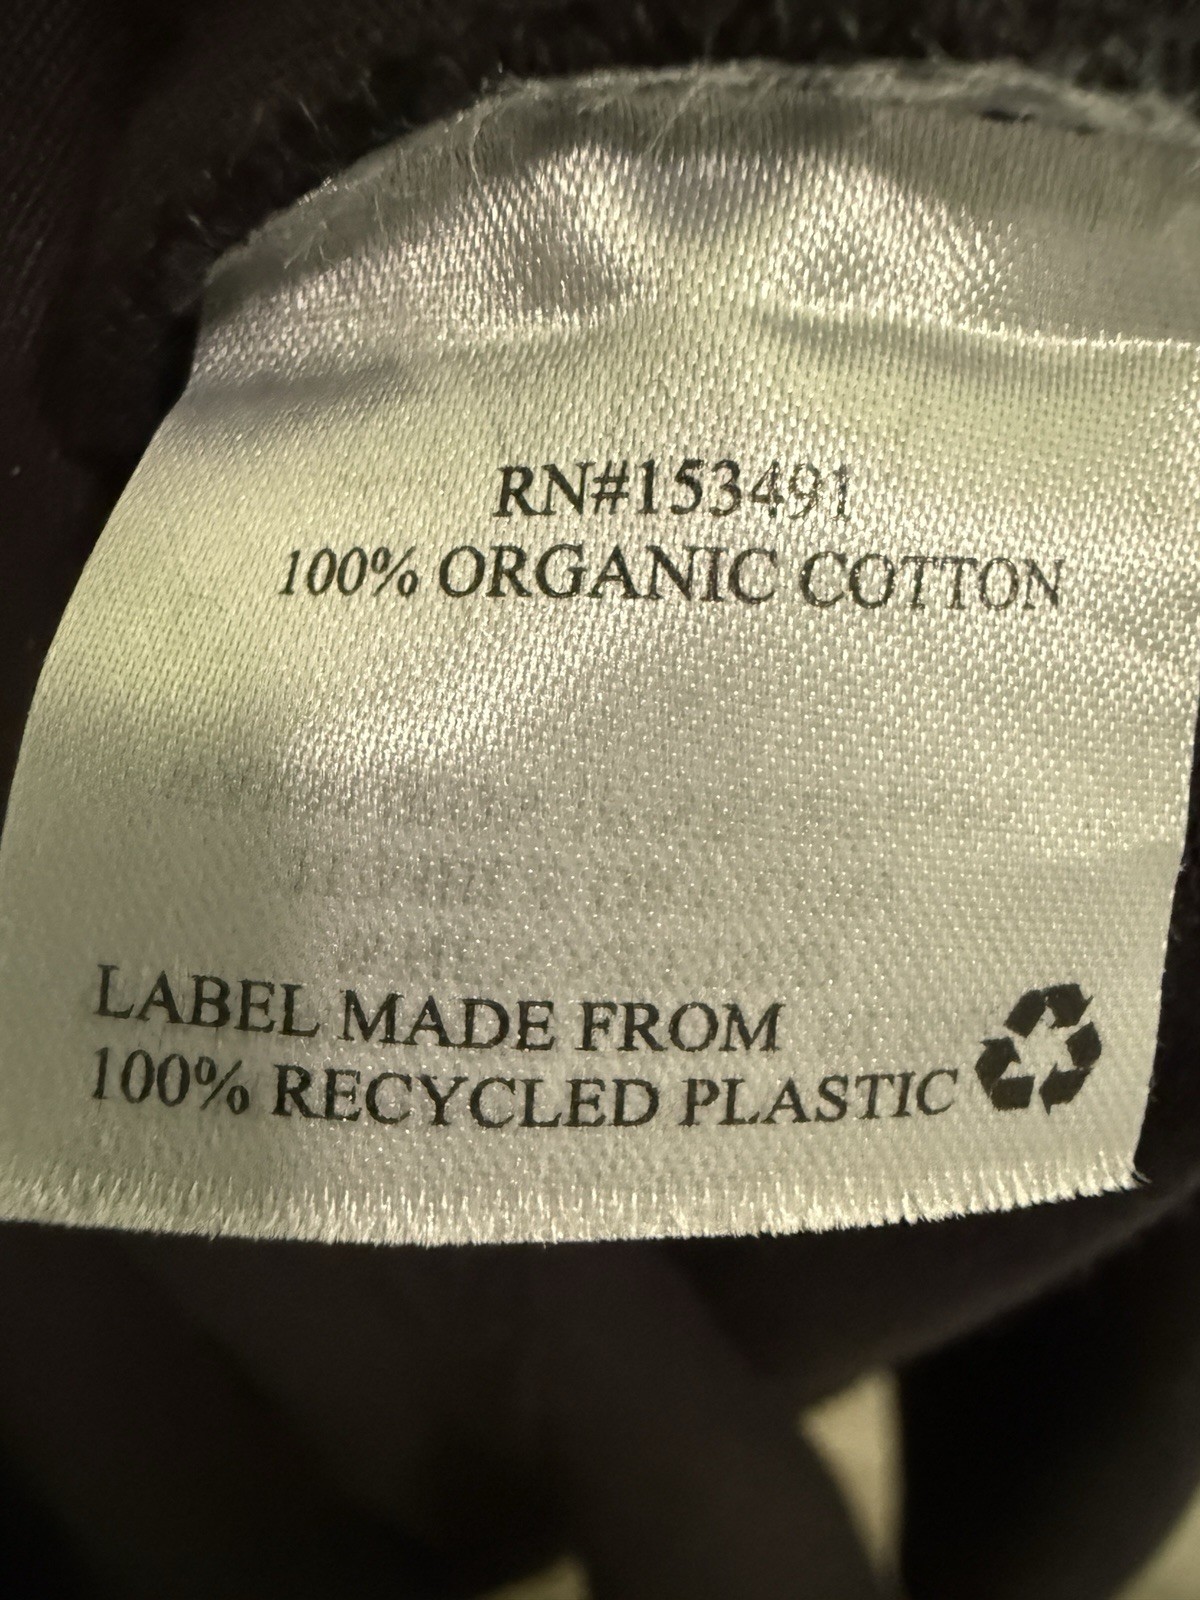 RN#153491
100% ORGANIC COTTON
LABEL MADE FROM
100% RECYCLED PLASTIC